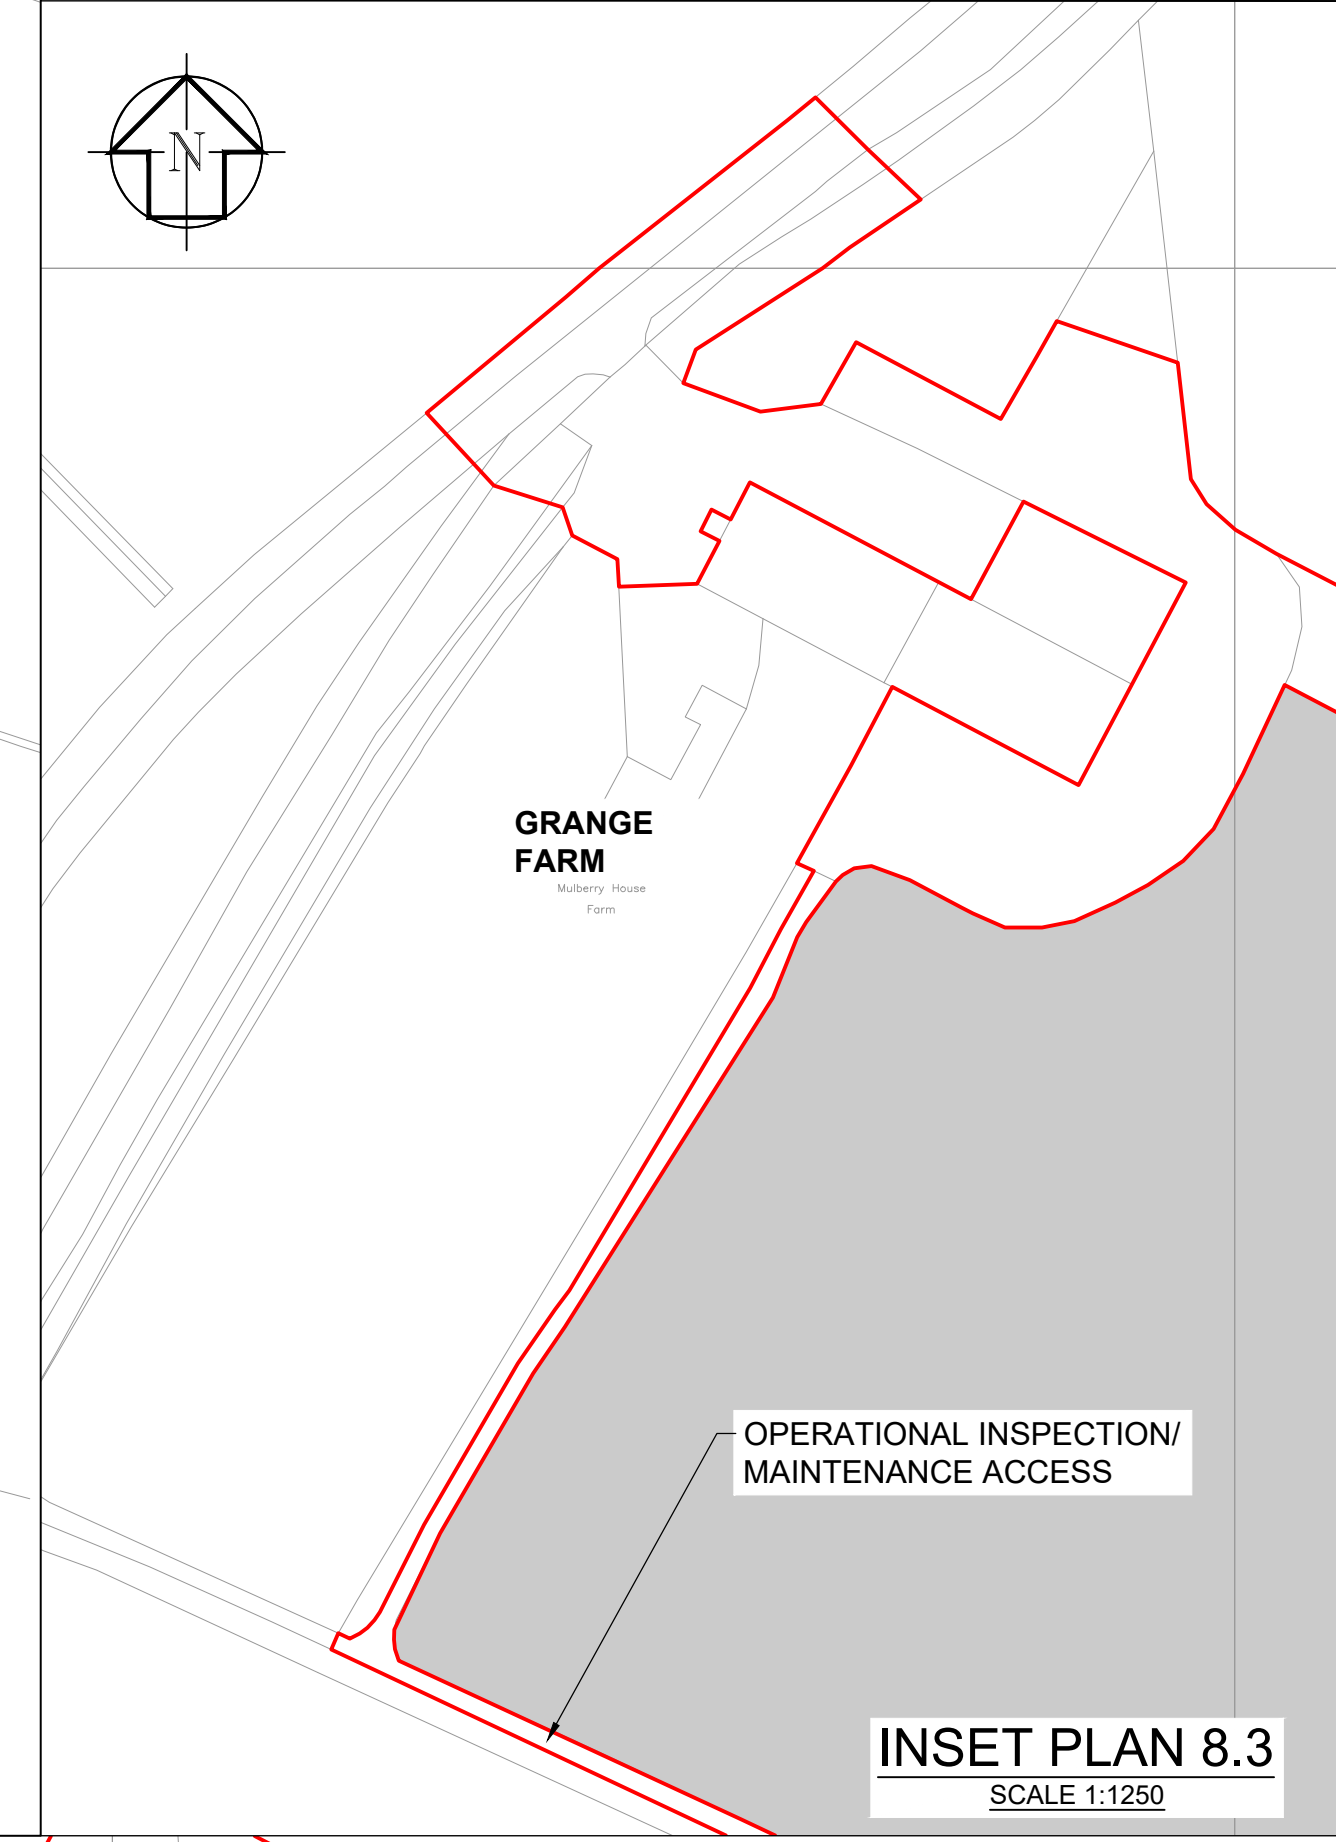 N
GRANGE
FARM
Mulberry House
Farm
OPERATIONAL INSPECTION/
MAINTENANCE ACCESS
INSET PLAN 8.3
SCALE 1:1250